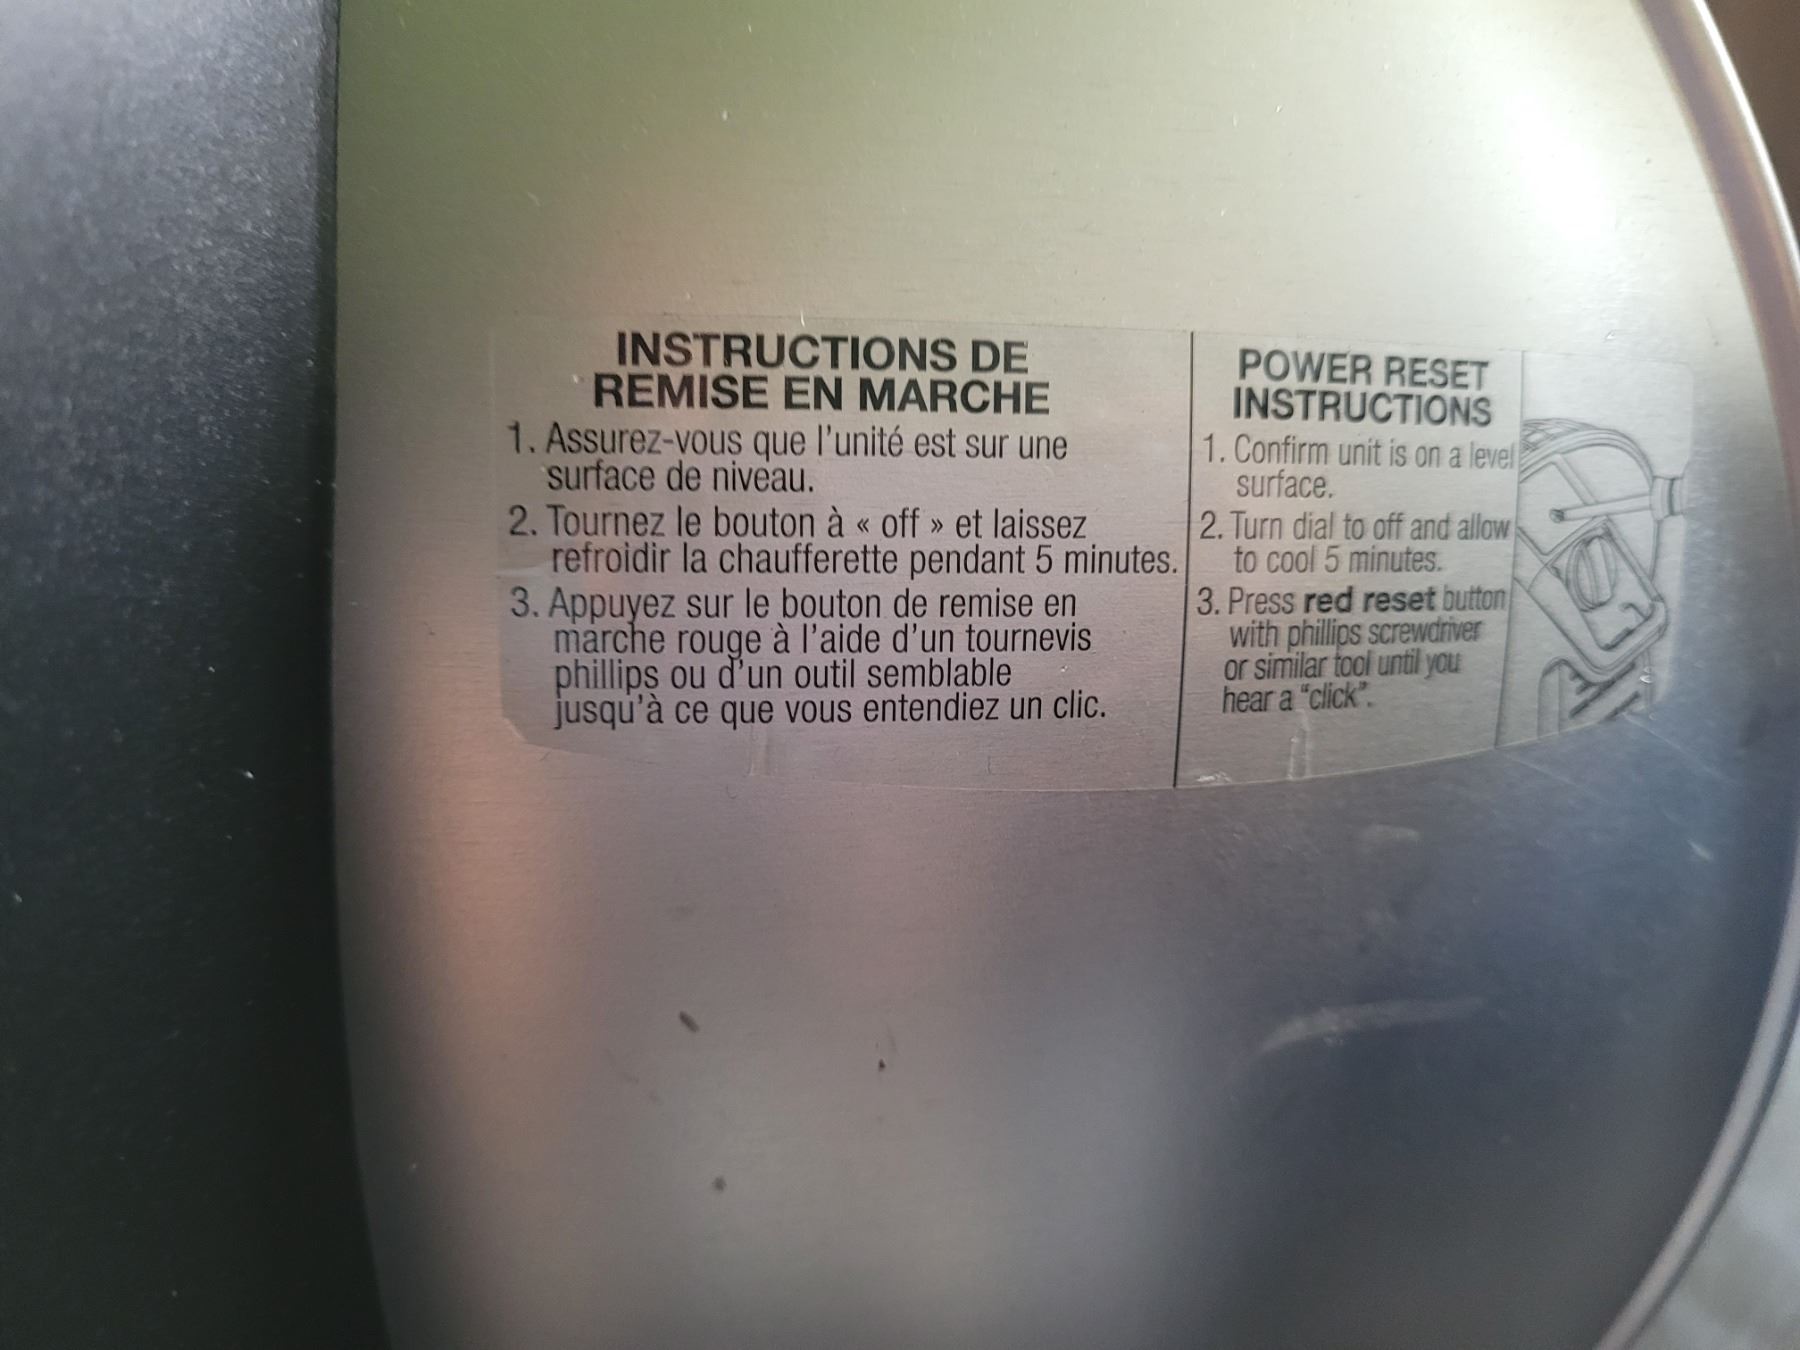 INSTRUCTIONS DE
REMISE EN MARCHE
1. Assurez-vous que l'unité est sur une
surface de niveau.
2. Tournez le bouton à « off » et laissez
refroidir la chaufferette pendant 5 minutes.
3. Appuyez sur le bouton de remise en
marche rouge à l'aide d'un tournevis
phillips ou d'un outil semblable
jusqu'à ce que vous entendiez un clic.
POWER RESET
INSTRUCTIONS
1. Confirm unit is on a level
surface.
2. Turn dial to off and allow
to cool 5 minutes.
3. Press red reset button
with phillips screwdriver
or similar tool until you
hear a "click".